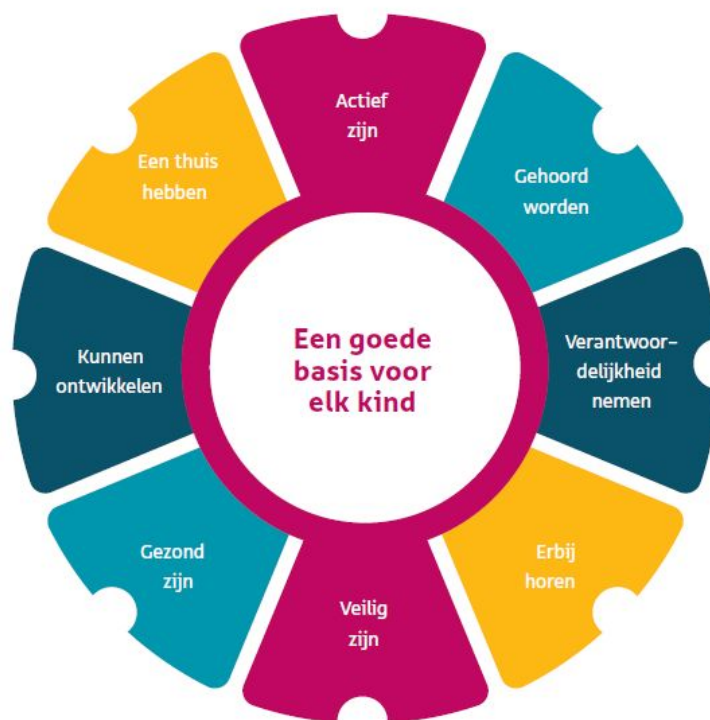 Actief
zijn
Gehoord
worden
Verantwoor-
delijkheid
nemen
Erbij
horen
Veilig
zijn
Gezond
zijn
Kunnen
ontwikkelen
Een thuis
hebben
Een goede
basis voor
elk kind